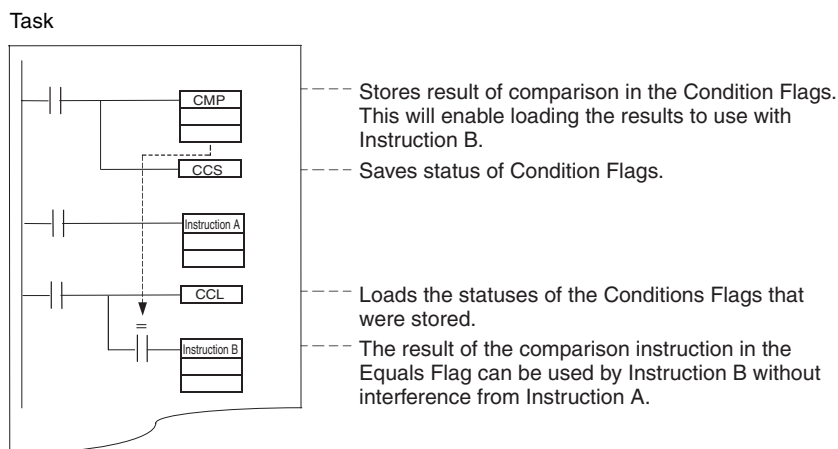 Task
CMP
Stores result of comparison in the Condition Flags.
This will enable loading the results to use with
Instruction B.
CCS
Saves status of Condition Flags.
Instruction A
CCL
Loads the statuses of the Conditions Flags that
were stored.
=
Instruction B
The result of the comparison instruction in the
Equals Flag can be used by Instruction B without
interference from Instruction A.